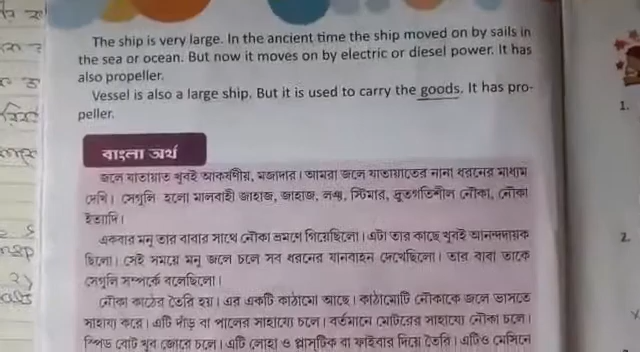 The ship is very large. In the ancient time the ship moved on by sails in
the sea or ocean. But now it moves on by electric or diesel power. It has
also propeller.
Vessel is also a large ship. But it is used to carry the goods. It has pro-
peller.
বাংলা অর্থ
জলে যাতায়াত খুবই আকর্ষণীয়, মজাদার। আমরা জলে যাতায়াতের নানা ধরনের মাধ্যম
দেখি। সেগুলি হলো মালবাহী জাহাজ, জাহাজ, লঞ্চ, স্টিমার, দ্রুতগতিশীল নৌকা, নৌকা
ইত্যাদি।
একবার মনু তার বাবার সাথে নৌকা ভ্রমণে গিয়েছিলো। এটা তার কাছে খুবই আনন্দদায়ক
ছিলো। সেই সময়ে মনু জলে চলে সব ধরনের যানবাহন দেখেছিলো। তার বাবা তাকে
সেগুলি সম্পর্কে বলেছিলো।
নৌকা কাঠের তৈরি হয়। এর একটি কাঠামো আছে। কাঠামোটি নৌকাকে জলে ভাসতে
সাহায্য করে। এটি দাঁড় বা পালের সাহায্যে চলে। বর্তমানে মোটরের সাহায্যে নৌকা চলে।
স্পিড বোট খুব জোরে চলে। এটি লোহা ও প্লাস্টিক বা ফাইবার দিয়ে তৈরি। এটিও মেসিনে
1.
2.